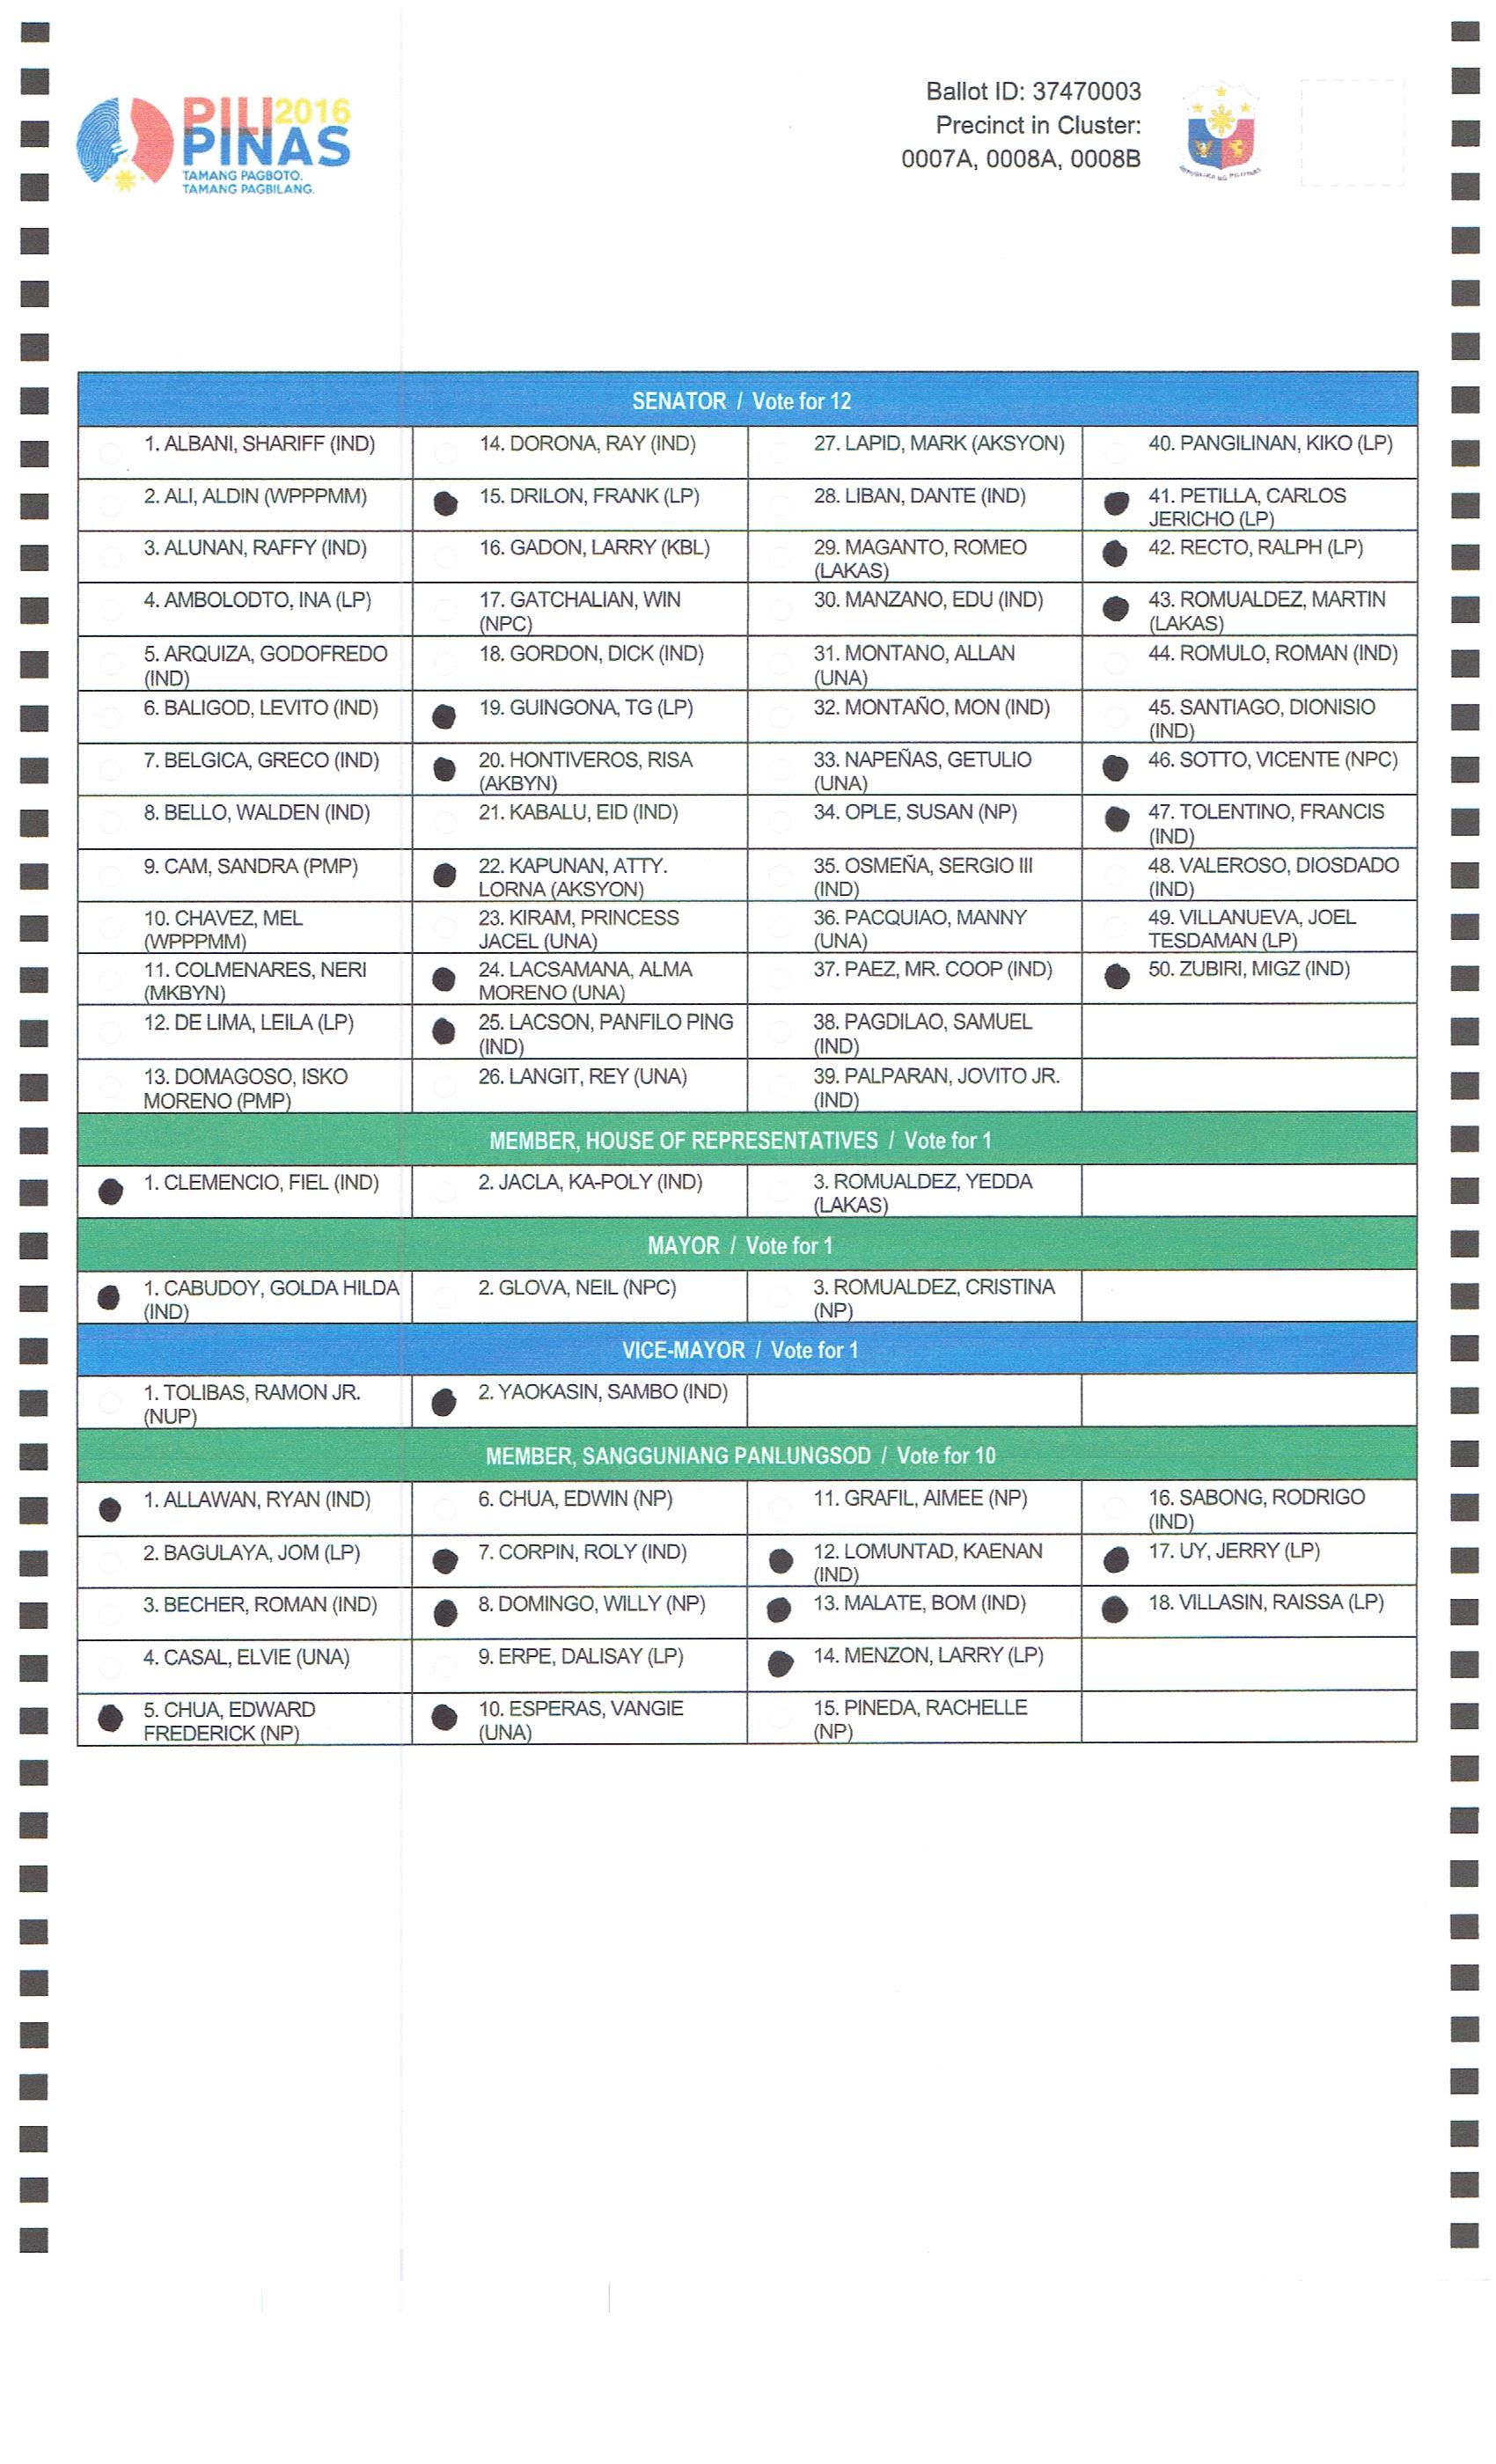 PILI2016
PINAS
TAMANG PAGBOTO.
TAMANG PAGBILANG.
Ballot ID: 37470003
Precinct in Cluster:
0007A, 0008A, 0008B
REPUBLIKA NG PILIPINAS
SENATOR / Vote for 12
1. ALBANI, SHARIFF (IND)
14. DORONA, RAY (IND)
27. LAPID, MARK (AKSYON)
40. PANGILINAN, KIKO (LP)
2. ALI, ALDIN (WPPPMM)
15. DRILON, FRANK (LP)
28. LIBAN, DANTE (IND)
41. PETILLA, CARLOS
JERICHO (LP)
3. ALUNAN, RAFFY (IND)
16. GADON, LARRY (KBL)
29. MAGANTO, ROMEO
(LAKAS)
42. RECTO, RALPH (LP)
4. AMBOLODTO, INA (LP)
17. GATCHALIAN, WIN
(NPC)
30. MANZANO, EDU (IND)
43. ROMUALDEZ, MARTIN
(LAKAS)
5. ARQUIZA, GODOFREDO
(IND)
18. GORDON, DICK (IND)
31. MONTANO, ALLAN
(UNA)
44. ROMULO, ROMAN (IND)
6. BALIGOD, LEVITO (IND)
19. GUINGONA, TG (LP)
32. MONTAÑO, MON (IND)
45. SANTIAGO, DIONISIO
(IND)
7. BELGICA, GRECO (IND)
20. HONTIVEROS, RISA
(AKBYN)
33. NAPEÑAS, GETULIO
(UNA)
46. SOTTO, VICENTE (NPC)
8. BELLO, WALDEN (IND)
21. KABALU, EID (IND)
34. OPLE, SUSAN (NP)
47. TOLENTINO, FRANCIS
(IND)
9. CAM, SANDRA (PMP)
22. KAPUNAN, ATTY.
LORNA (AKSYON)
35. OSMEÑA, SERGIO III
(IND)
48. VALEROSO, DIOSDADO
(IND)
10. CHAVEZ, MEL
(WPPPMM)
23. KIRAM, PRINCESS
JACEL (UNA)
36. PACQUIAO, MANNY
(UNA)
49. VILLANUEVA, JOEL
TESDAMAN (LP)
11. COLMENARES, NERI
(MKBYN)
24. LACSAMANA, ALMA
MORENO (UNA)
37. PAEZ, MR. COOP (IND)
50. ZUBIRI, MIGZ (IND)
12. DE LIMA, LEILA (LP)
25. LACSON, PANFILO PING
(IND)
38. PAGDILAO, SAMUEL
(IND)
13. DOMAGOSO, ISKO
MORENO (PMP)
26. LANGIT, REY (UNA)
39. PALPARAN, JOVITO JR.
(IND)
MEMBER, HOUSE OF REPRESENTATIVES / Vote for 1
1. CLEMENCIO, FIEL (IND)
2. JACLA, KA-POLY (IND)
3. ROMUALDEZ, YEDDA
(LAKAS)
MAYOR / Vote for 1
1. CABUDOY, GOLDA HILDA
(IND)
2. GLOVA, NEIL (NPC)
3. ROMUALDEZ, CRISTINA
(NP)
VICE-MAYOR / Vote for 1
1. TOLIBAS, RAMON JR.
(NUP)
2. YAOKASIN, SAMBO (IND)
MEMBER, SANGGUNIANG PANLUNGSOD / Vote for 10
1. ALLAWAN, RYAN (IND)
6. CHUA, EDWIN (NP)
11. GRAFIL, AIMEE (NP)
16. SABONG, RODRIGO
(IND)
2. BAGULAYA, JOM (LP)
7. CORPIN, ROLY (IND)
12. LOMUNTAD, KAENAN
(IND)
17. UY, JERRY (LP)
3. BECHER, ROMAN (IND)
8. DOMINGO, WILLY (NP)
13. MALATE, BOM (IND)
18. VILLASIN, RAISSA (LP)
4. CASAL, ELVIE (UNA)
9. ERPE, DALISAY (LP)
14. MENZON, LARRY (LP)
5. CHUA, EDWARD
FREDERICK (NP)
10. ESPERAS, VANGIE
(UNA)
15. PINEDA, RACHELLE
(NP)